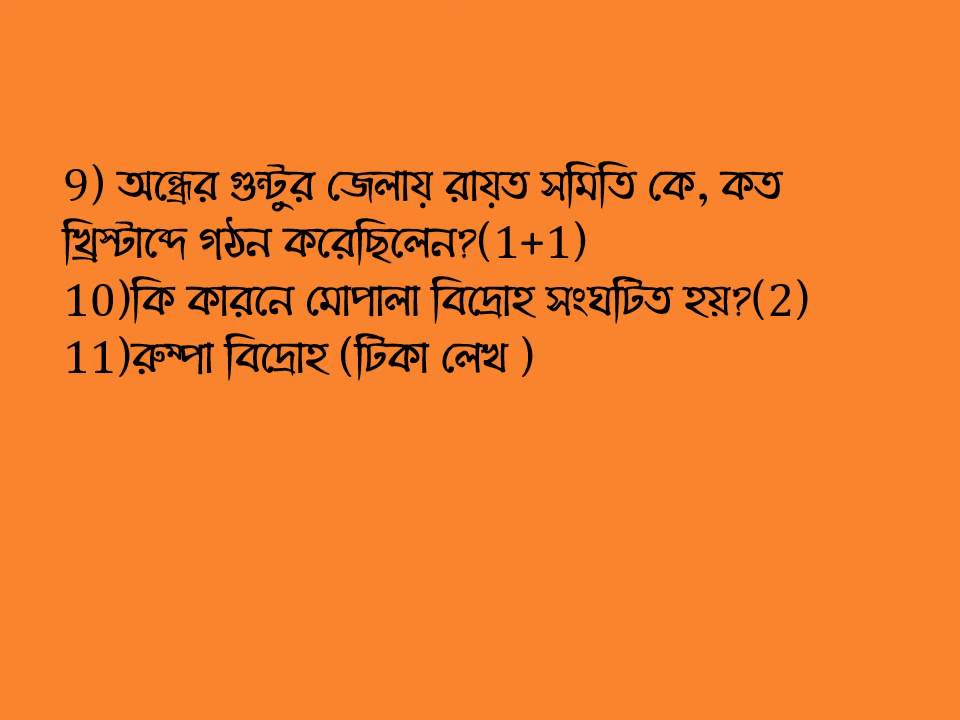 9) অন্ধ্রের গুন্টুর জেলায় রায়ত সমিতি কে, কত
খ্রিস্টাব্দে গঠন করেছিলেন?(1+1)
10)কি কারনে মোপালা বিদ্রোহ সংঘটিত হয়?(2)
11)রুম্পা বিদ্রোহ (টিকা লেখ )